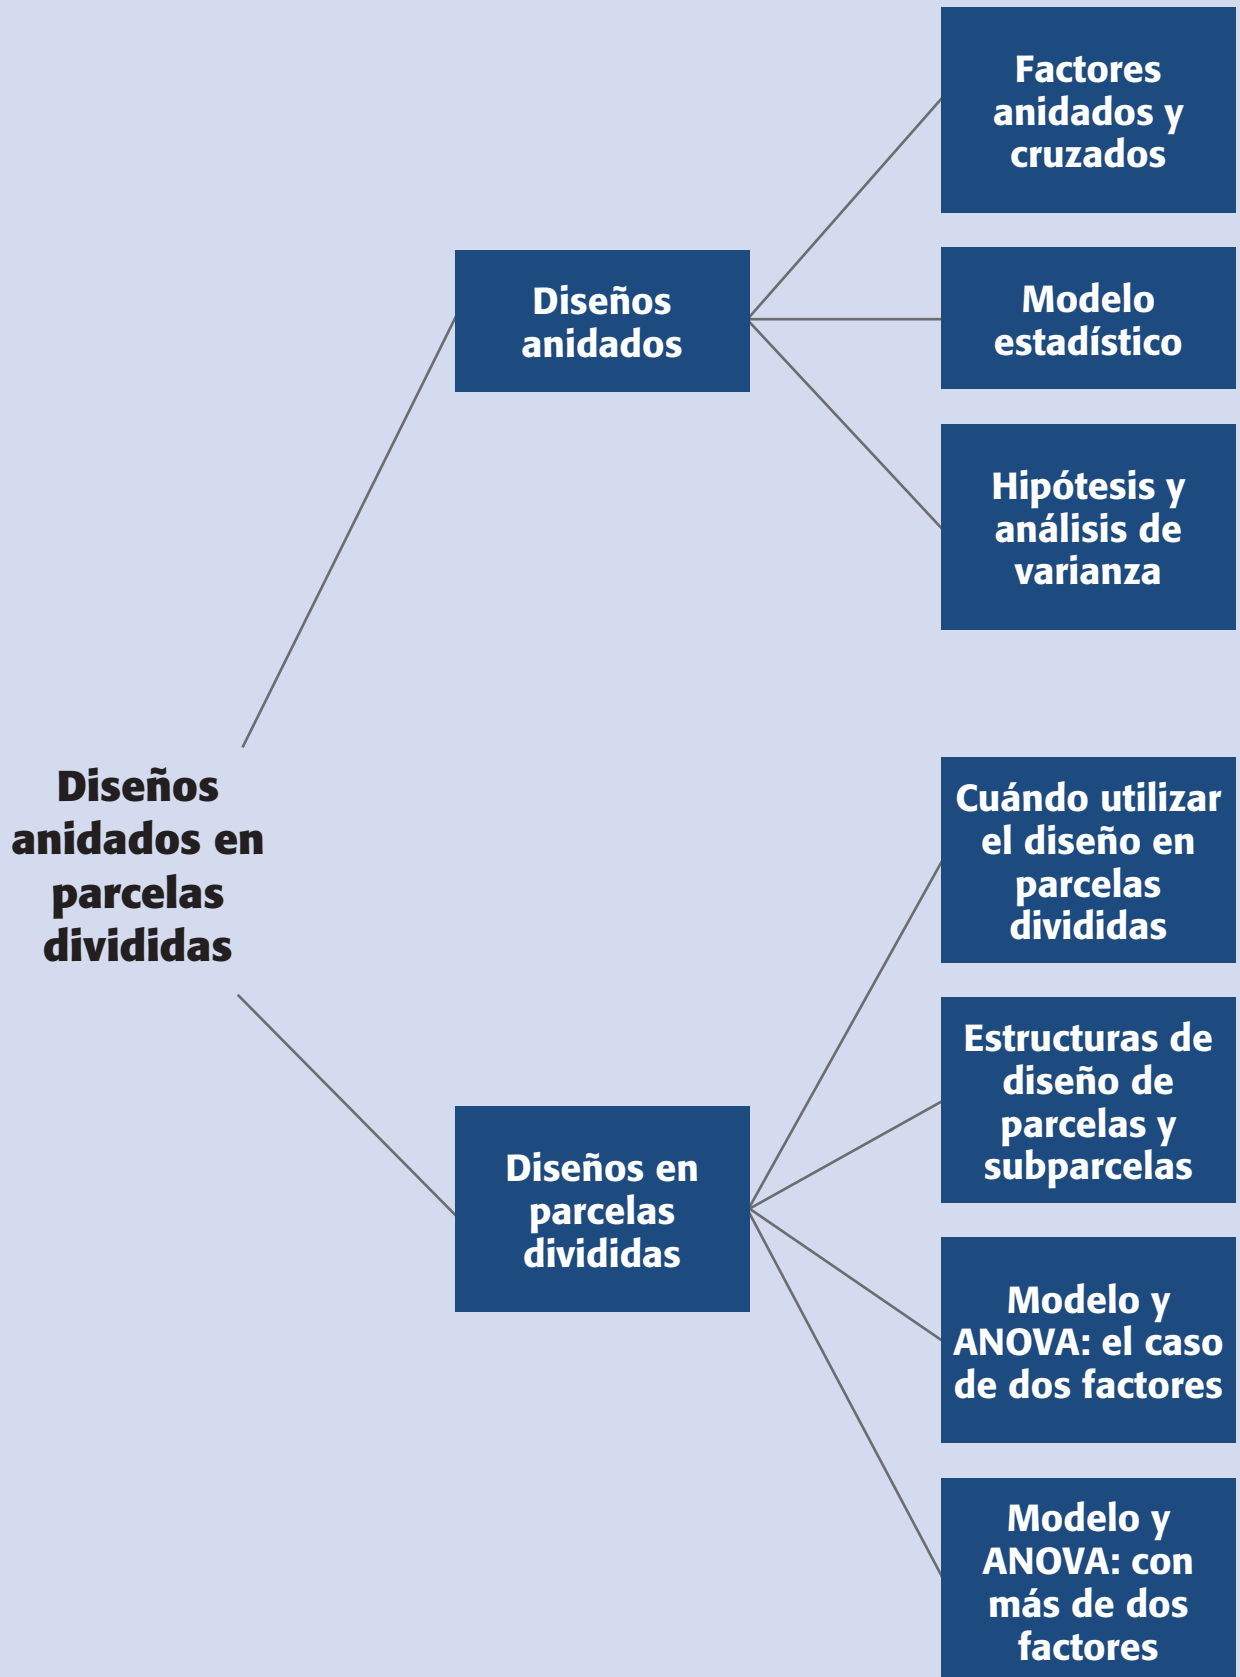 Diseños
anidados en
parcelas
divididas
Diseños
anidados
Factores
anidados y
cruzados
Modelo
estadístico
Hipótesis y
análisis de
varianza
Diseños en
parcelas
divididas
Cuándo utilizar
el diseño en
parcelas
divididas
Estructuras de
diseño de
parcelas y
subparcelas
Modelo y
ANOVA: el caso
de dos factores
Modelo y
ANOVA: con
más de dos
factores